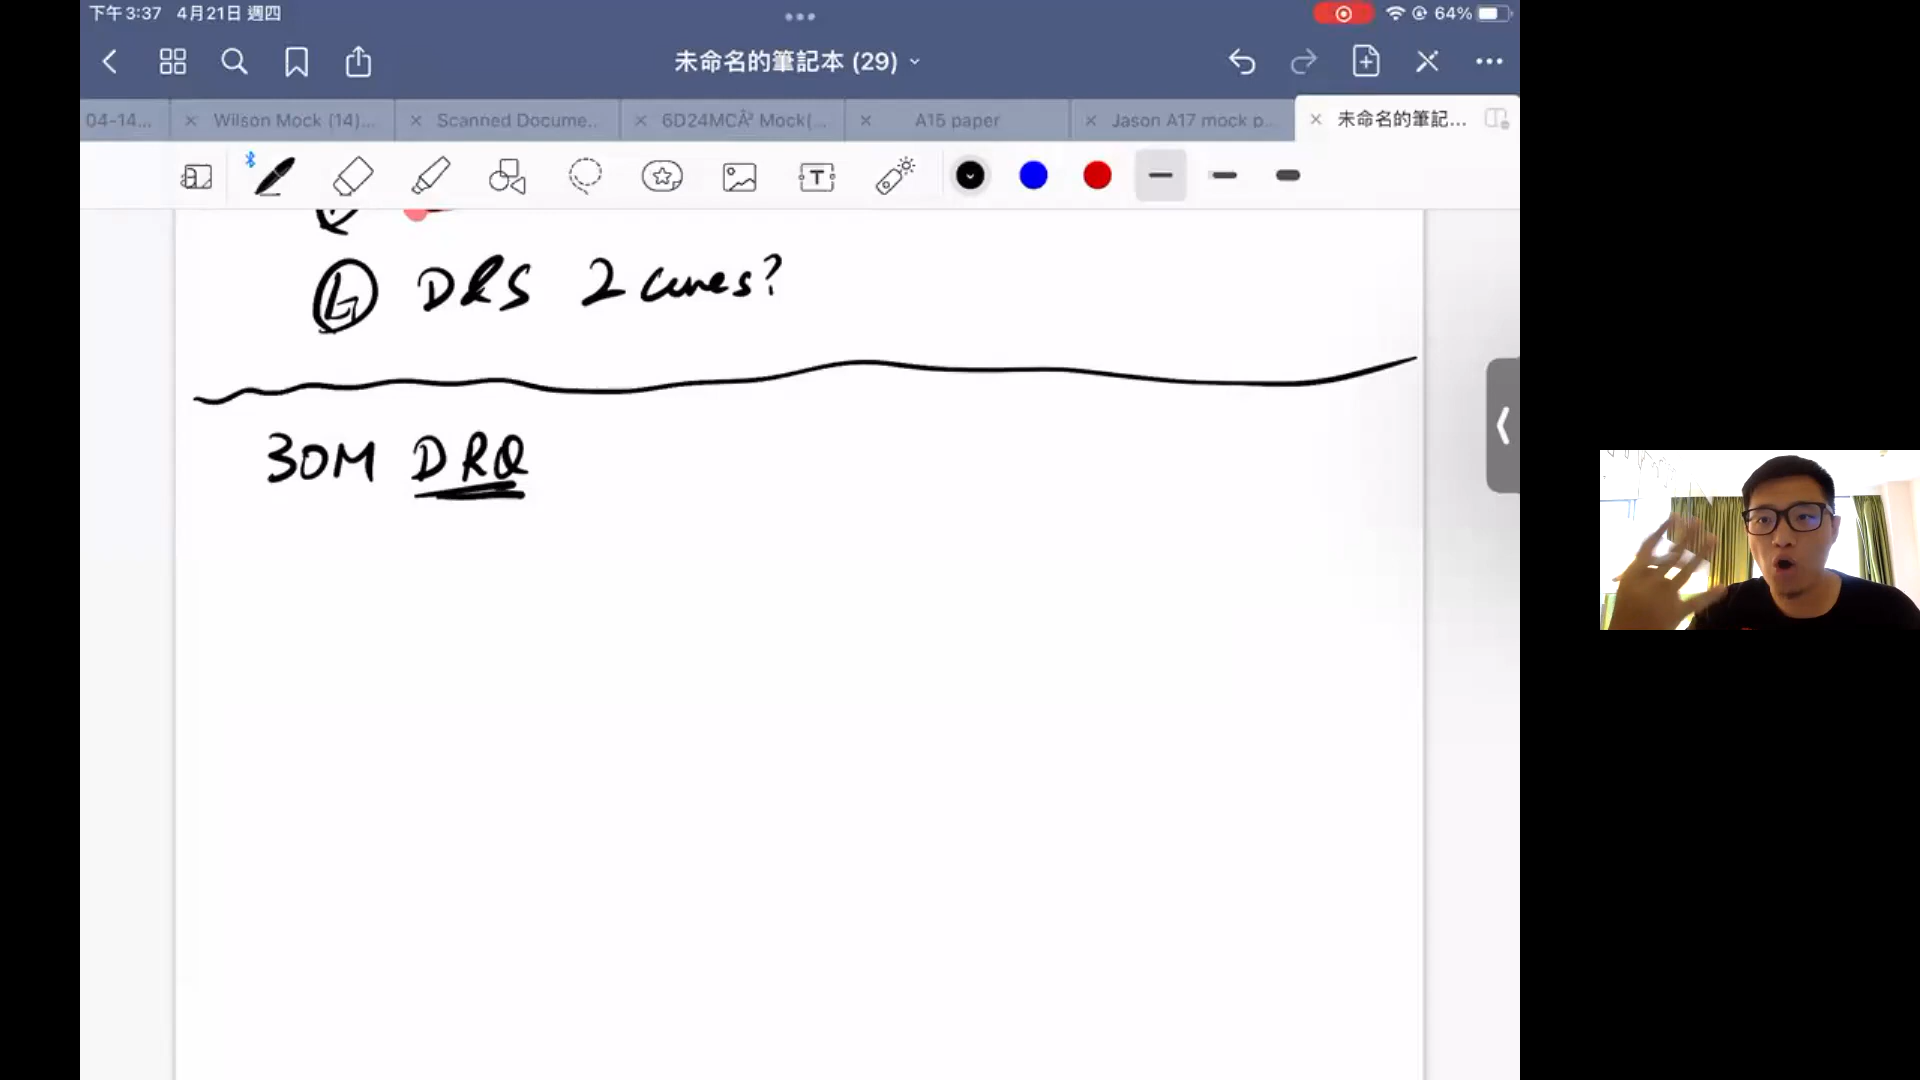 下午3:37 4月21日 週四
64%
未命名的筆記本 (29)
04-14...
Wilson Mock (14)...
Scanned Docume..
6D24MCÂ² Mock(...
A15 paper
Jason A17 mock p...
未命名的筆記...
T
DRS 2
30M DRQ